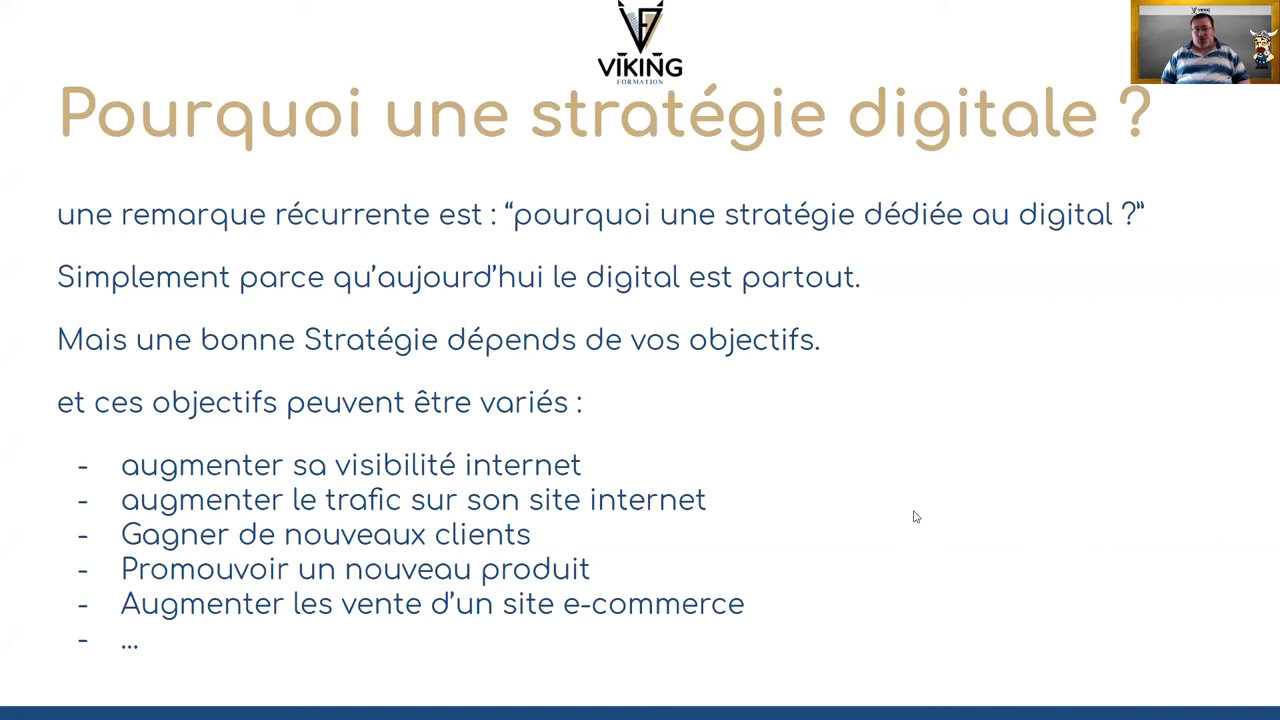 VIKING
FORMATION
VIKING
Pourquoi une stratégie digitale ?
une remarque récurrente est : “pourquoi une stratégie dédiée au digital ?”
Simplement parce qu’aujourd’hui le digital est partout.
Mais une bonne Stratégie dépends de vos objectifs.
et ces objectifs peuvent être variés :
- augmenter sa visibilité internet
- augmenter le trafic sur son site internet
- Gagner de nouveaux clients
- Promouvoir un nouveau produit
- Augmenter les vente d’un site e-commerce
- ...